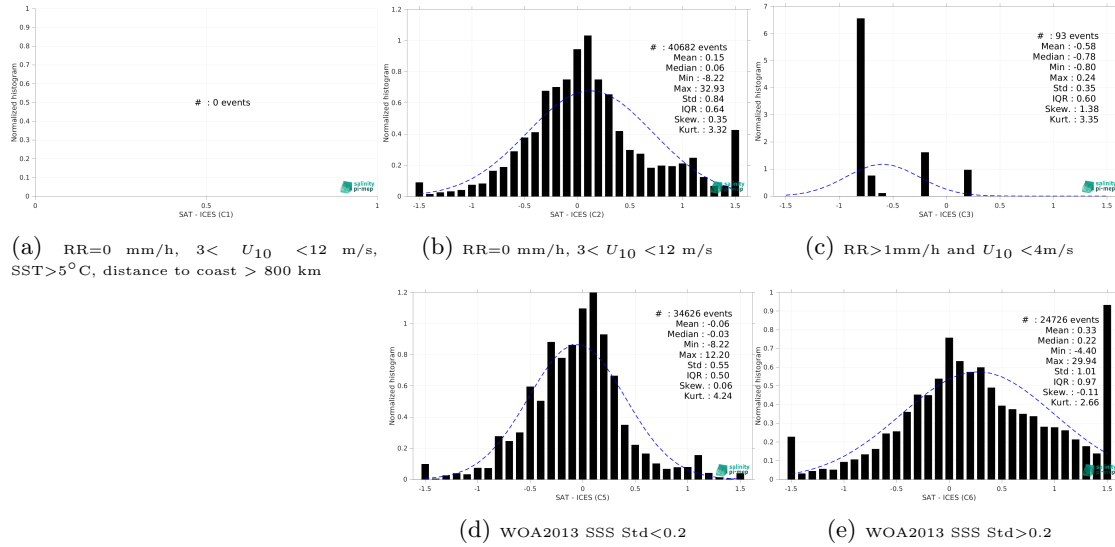 1
0.9
0.8
0.7
0.6
0.5
0.4
0.3
0.2
0.1
0
Normalized histogram
# : 0 events
salinity
pi-mep
0
0.5
1
SAT - ICES (C1)
(a) RR=0 mm/h, 3< U10 <12 m/s,
SST>5°C, distance to coast > 800 km
1.2
1
0.8
0.6
0.4
0.2
0
Normalized histogram
# : 40682 events
Mean : 0.15
Median : 0.06
Min : -8.22
Max : 32.93
Std : 0.84
IQR : 0.64
Skew. : 0.35
Kurt. : 3.32
salinity
pi-mep
-1.5 -1 -0.5 0 0.5 1 1.5
SAT - ICES (C2)
(b) RR=0 mm/h, 3< U10 <12 m/s
7
6
5
4
3
2
1
0
Normalized histogram
# : 93 events
Mean : -0.58
Median : -0.78
Min : -0.80
Max : 0.24
Std : 0.35
IQR : 0.60
Skew. : 1.38
Kurt. : 3.35
salinity
pi-mep
-1.5 -1 -0.5 0 0.5 1 1.5
SAT - ICES (C3)
(c) RR>1mm/h and U10 <4m/s
1.2
1
0.8
0.6
0.4
0.2
0
Normalized histogram
# : 34626 events
Mean : -0.06
Median : -0.03
Min : -8.22
Max : 12.20
Std : 0.55
IQR : 0.50
Skew. : 0.06
Kurt. : 4.24
salinity
pi-mep
-1.5 -1 -0.5 0 0.5 1 1.5
SAT - ICES (C5)
(d) WOA2013 SSS Std<0.2
1
0.9
0.8
0.7
0.6
0.5
0.4
0.3
0.2
0.1
0
Normalized histogram
# : 24726 events
Mean : 0.33
Median : 0.22
Min : -4.40
Max : 29.94
Std : 1.01
IQR : 0.97
Skew. : -0.11
Kurt. : 2.66
salinity
pi-mep
-1.5 -1 -0.5 0 0.5 1 1.5
SAT - ICES (C6)
(e) WOA2013 SSS Std>0.2